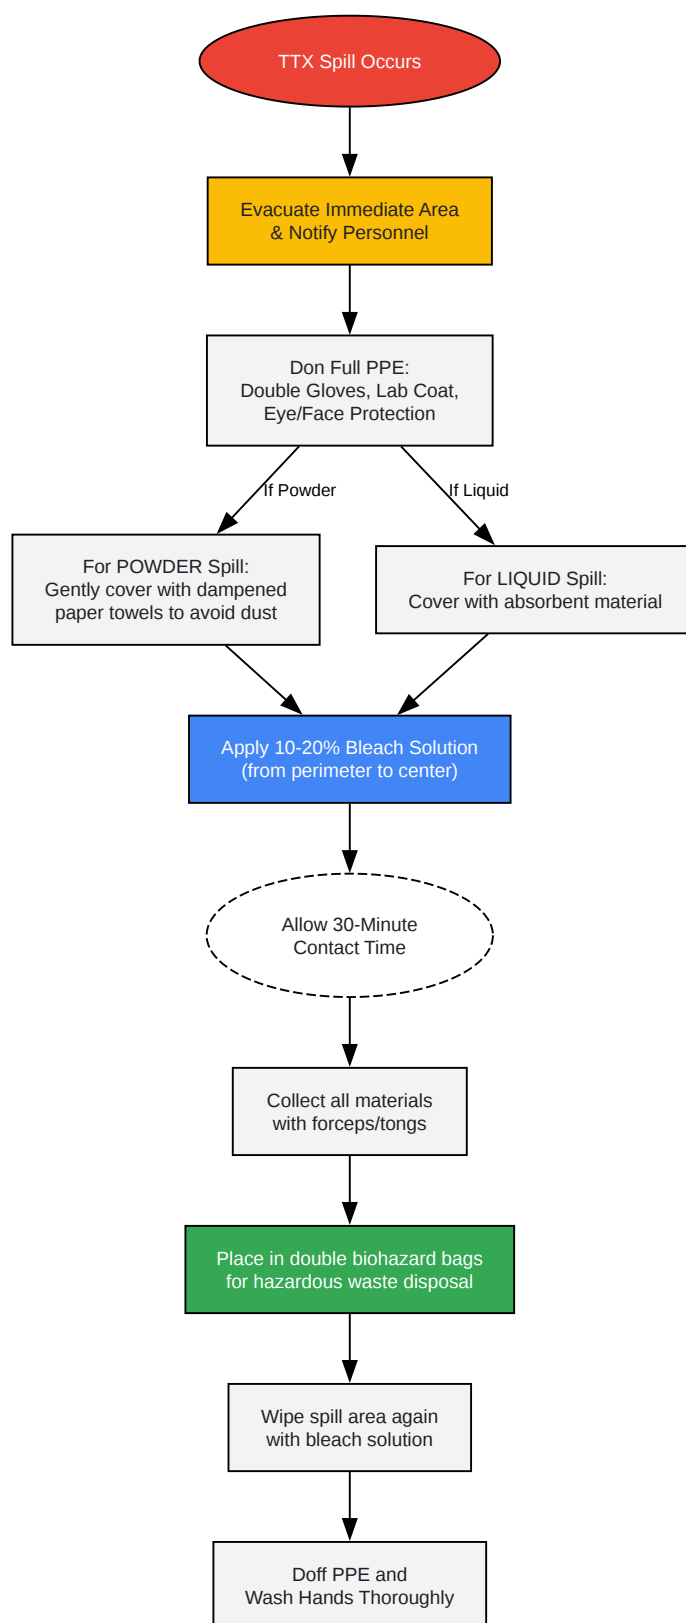 TTX Spill Occurs
Evacuate Immediate Area
& Notify Personnel
Don Full PPE:
Double Gloves, Lab Coat,
Eye/Face Protection
If Powder
If Liquid
For POWDER Spill:
Gently cover with dampened
paper towels to avoid dust
For LIQUID Spill:
Cover with absorbent material
Apply 10-20% Bleach Solution
(from perimeter to center)
Allow 30-Minute
Contact Time
Collect all materials
with forceps/tongs
Place in double biohazard bags
for hazardous waste disposal
Wipe spill area again
with bleach solution
Doff PPE and
Wash Hands Thoroughly